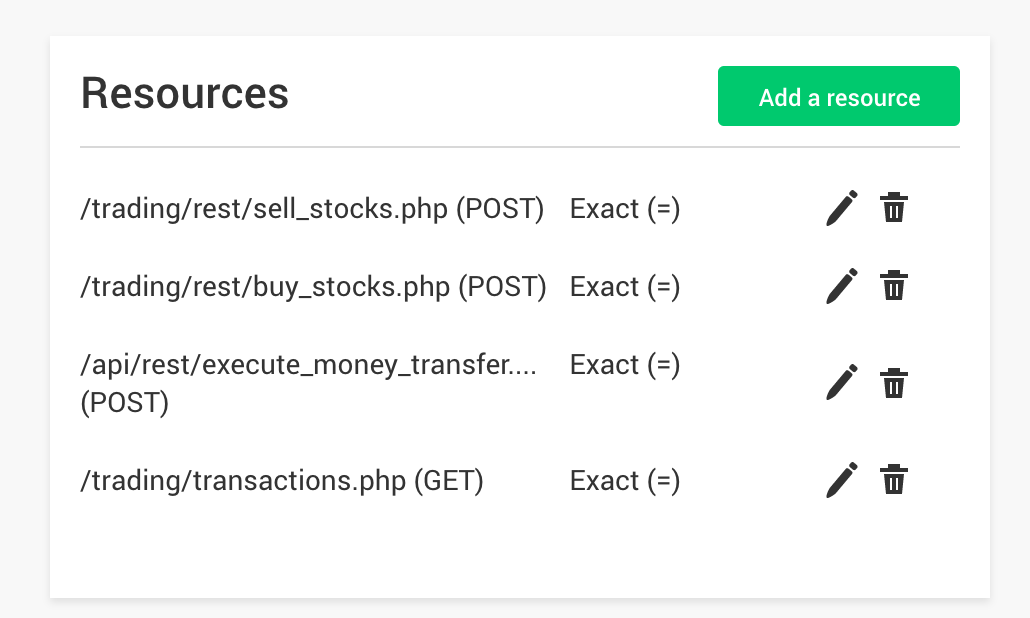 Resources
Add a resource
/trading/rest/sell_stocks.php (POST) Exact (=)
/trading/rest/buy_stocks.php (POST) Exact (=)
/api/rest/execute_money_transfer.... Exact (=)
(POST)
/trading/transactions.php (GET) Exact (=)